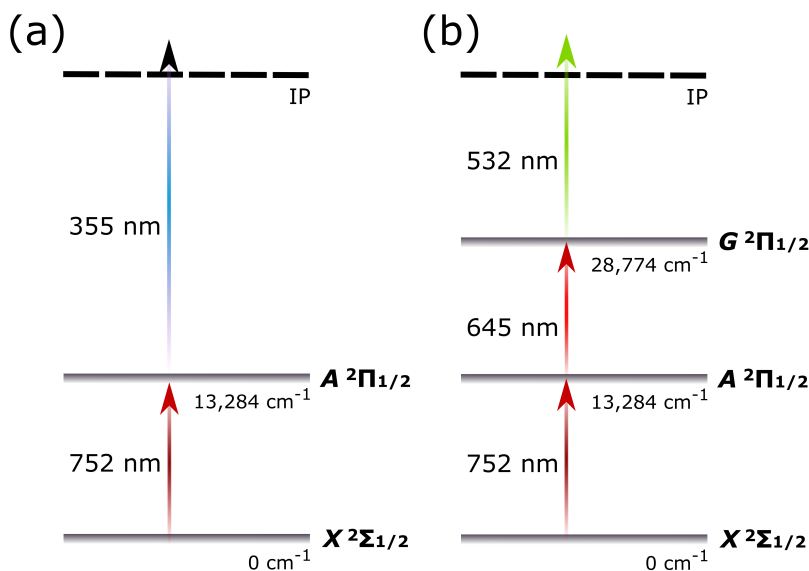 (a)
IP
355 nm
A ²Π1/2
13,284 cm⁻¹
752 nm
X ²Σ1/2
0 cm⁻¹
(b)
IP
532 nm
G ²Π1/2
28,774 cm⁻¹
645 nm
A ²Π1/2
13,284 cm⁻¹
752 nm
X ²Σ1/2
0 cm⁻¹